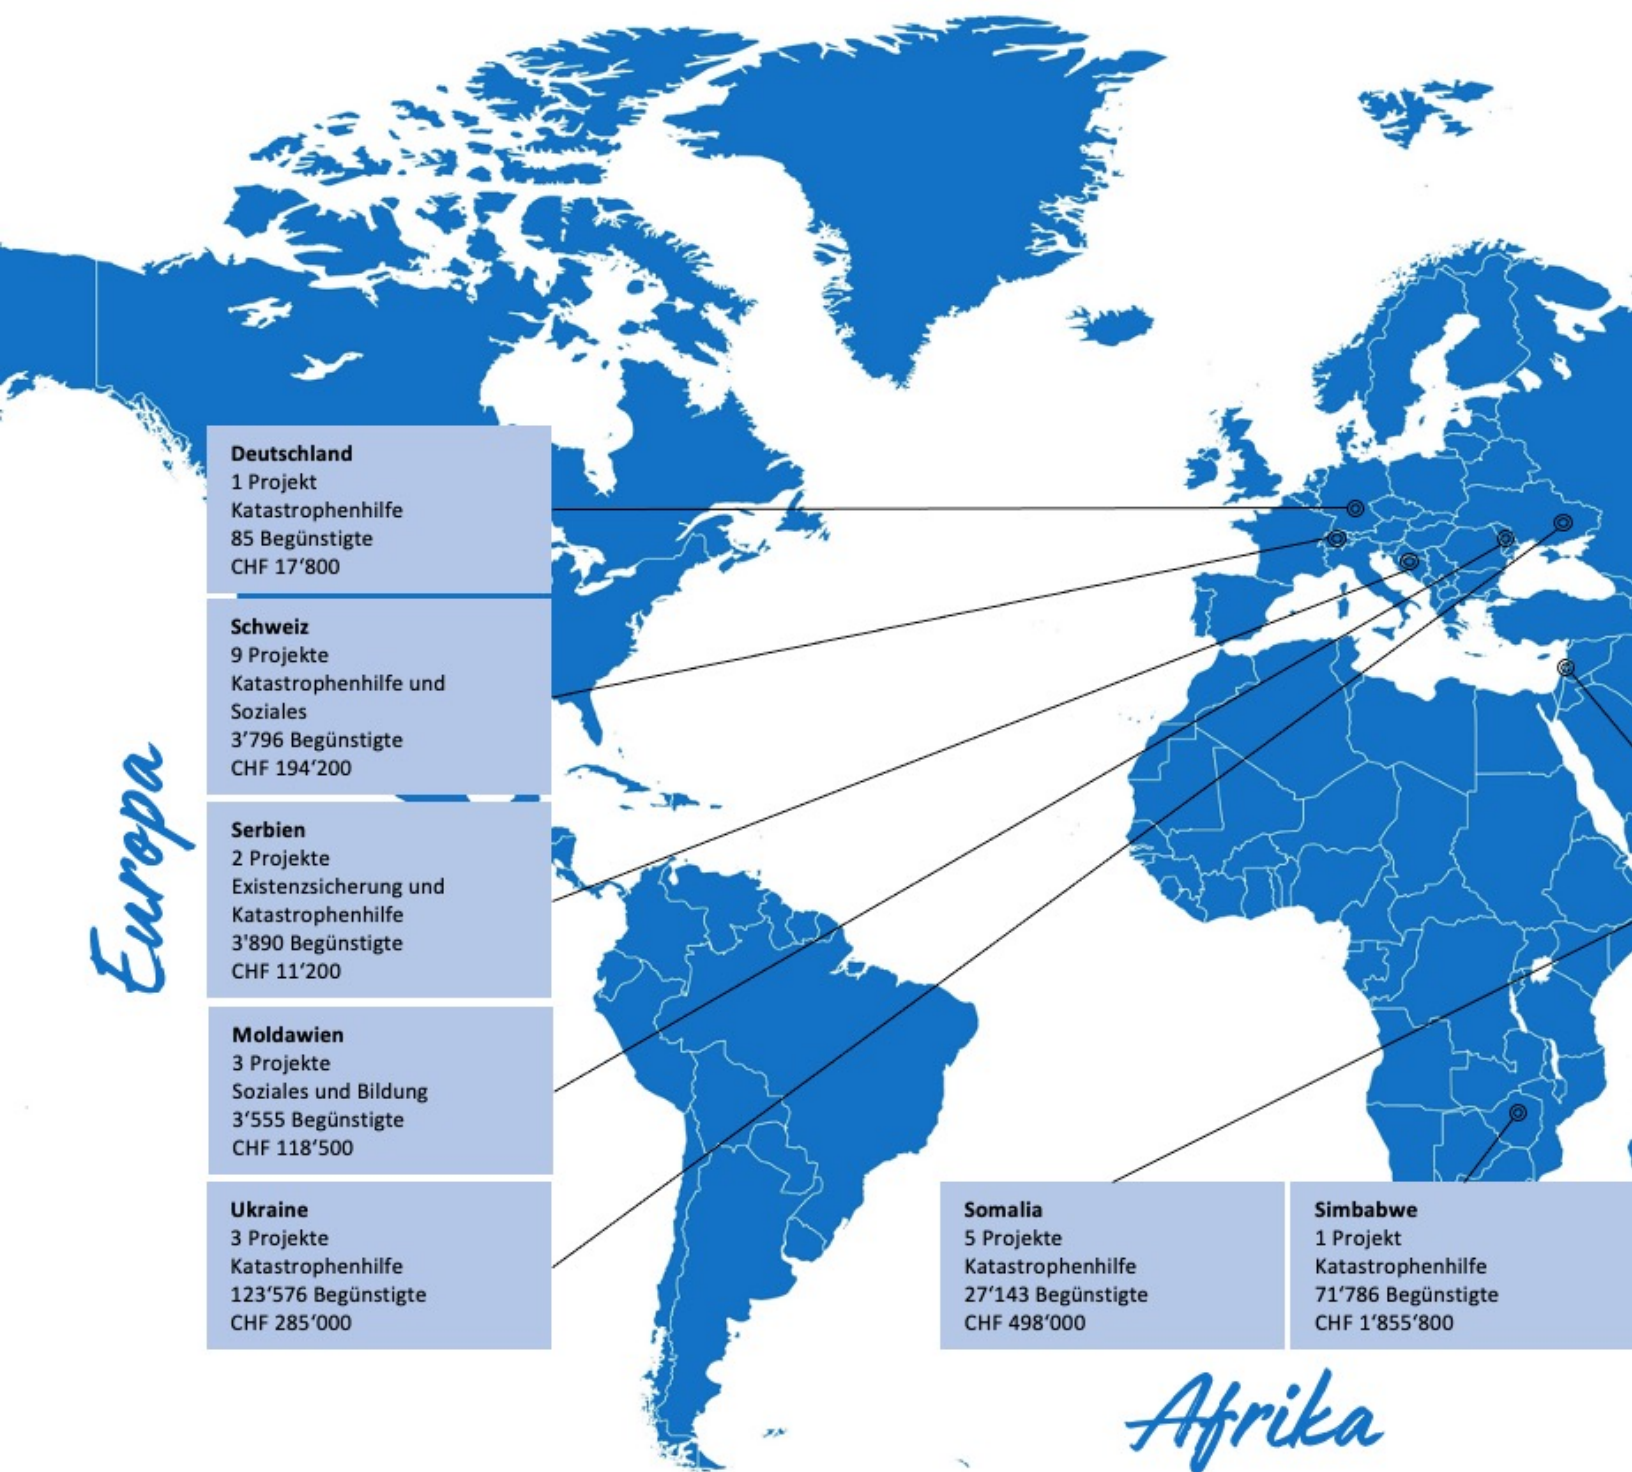 Europa
Deutschland
1 Projekt
Katastrophenhilfe
85 Begünstigte
CHF 17‘800
Schweiz
9 Projekte
Katastrophenhilfe und
Soziales
3’796 Begünstigte
CHF 194‘200
Serbien
2 Projekte
Existenzsicherung und
Katastrophenhilfe
3'890 Begünstigte
CHF 11‘200
Moldawien
3 Projekte
Soziales und Bildung
3‘555 Begünstigte
CHF 118‘500
Ukraine
3 Projekte
Katastrophenhilfe
123‘576 Begünstigte
CHF 285‘000
Somalia
5 Projekte
Katastrophenhilfe
27‘143 Begünstigte
CHF 498‘000
Simbabwe
1 Projekt
Katastrophenhilfe
71‘786 Begünstigte
CHF 1‘855‘800
Afrika